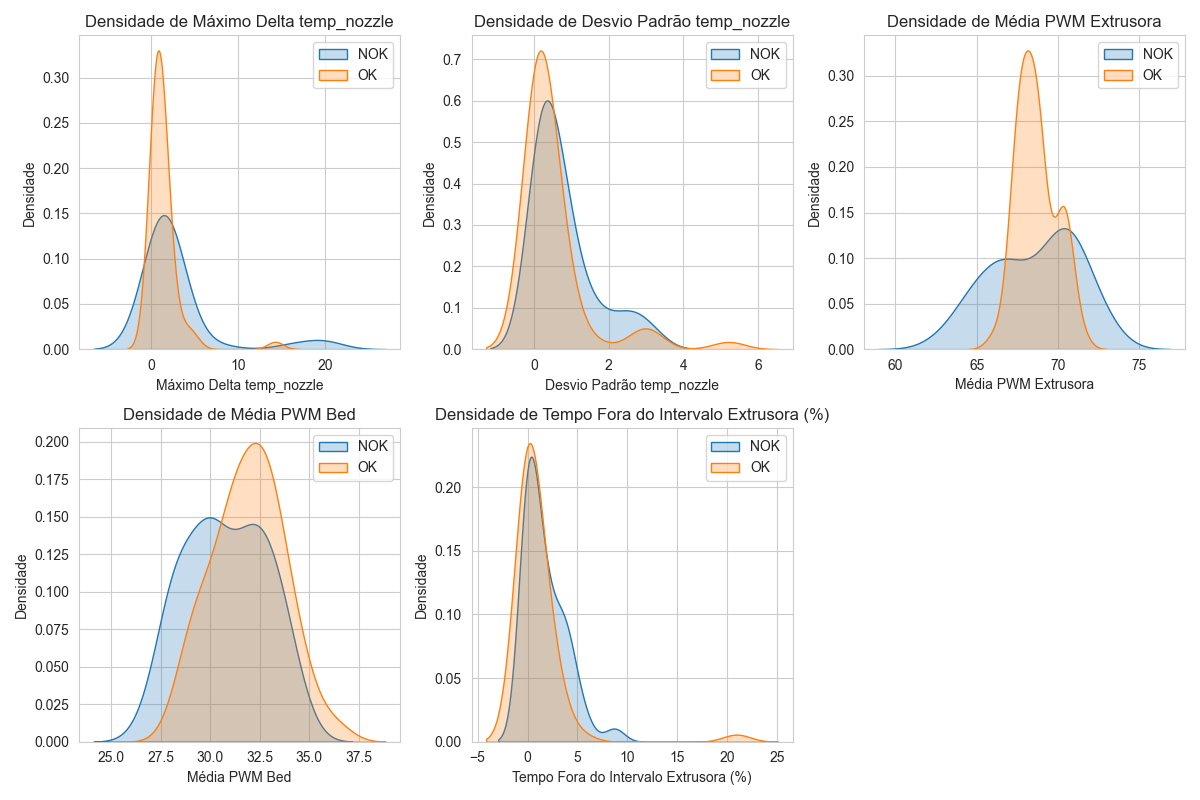 Densidade de Máximo Delta temp_nozzle
NOK
OK
0.30
0.25
0.20
0.15
0.10
0.05
0.00
Densidade
0
10
20
Máximo Delta temp_nozzle
Densidade de Desvio Padrão temp_nozzle
NOK
OK
0.7
0.6
0.5
0.4
0.3
0.2
0.1
0.0
Densidade
0
2
4
6
Desvio Padrão temp_nozzle
Densidade de Média PWM Extrusora
NOK
OK
0.30
0.25
0.20
0.15
0.10
0.05
0.00
Densidade
60
65
70
75
Média PWM Extrusora
Densidade de Média PWM Bed
NOK
OK
0.200
0.175
0.150
0.125
0.100
0.075
0.050
0.025
0.000
Densidade
25.0
27.5
30.0
32.5
35.0
37.5
Média PWM Bed
Densidade de Tempo Fora do Intervalo Extrusora (%)
NOK
OK
0.20
0.15
0.10
0.05
0.00
Densidade
−5
0
5
10
15
20
25
Tempo Fora do Intervalo Extrusora (%)